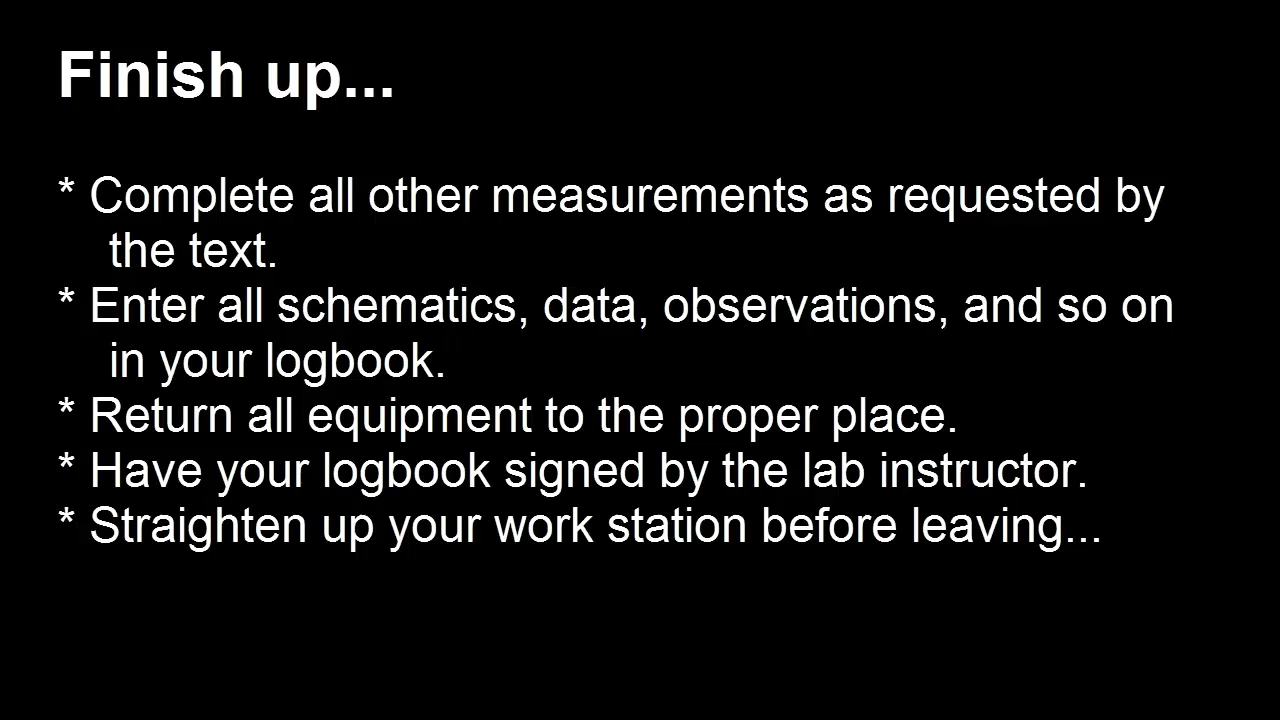 Finish up...
* Complete all other measurements as requested by
the text.
* Enter all schematics, data, observations, and so on
in your logbook.
* Return all equipment to the proper place.
* Have your logbook signed by the lab instructor.
* Straighten up your work station before leaving...